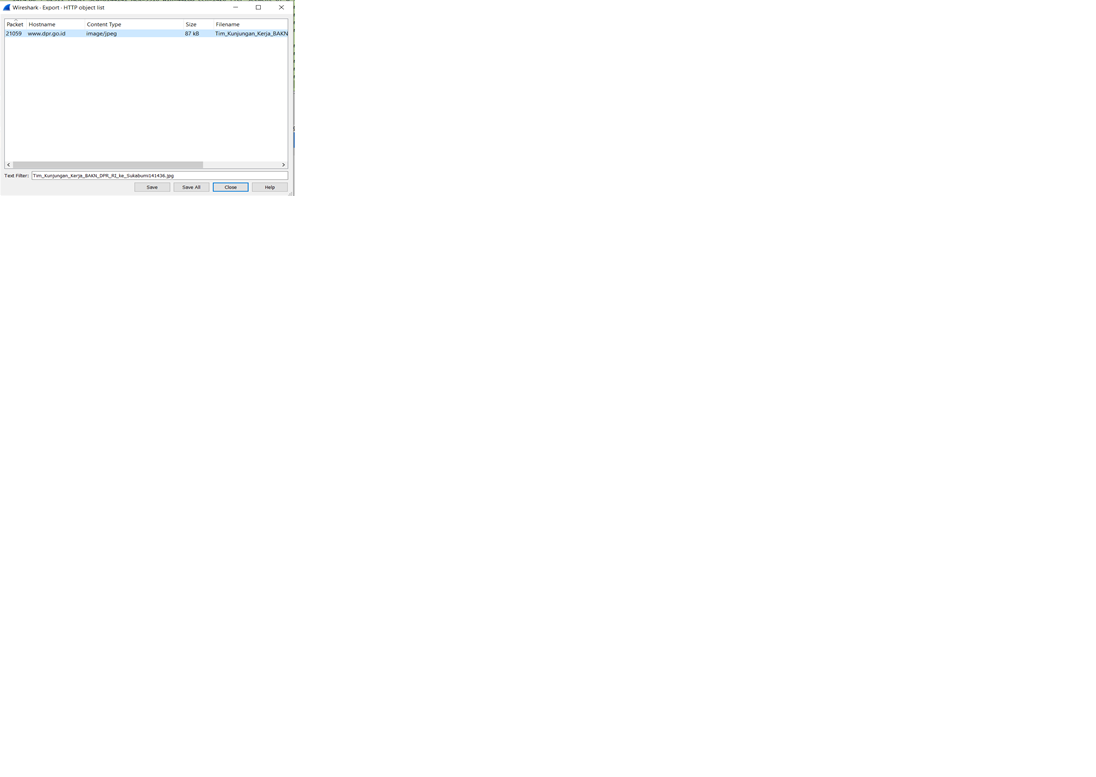 Wireshark · Export · HTTP object list
Packet Hostname Content Type Size Filename
21059 www.dpr.go.id image/jpeg 87 kB Tim_Kunjungan_Kerja_BAKN
Text Filter: Tim_Kunjungan_Kerja_BAKN_DPR_RI_ke_Sukabumi141436.jpg
Save Save All Close Help